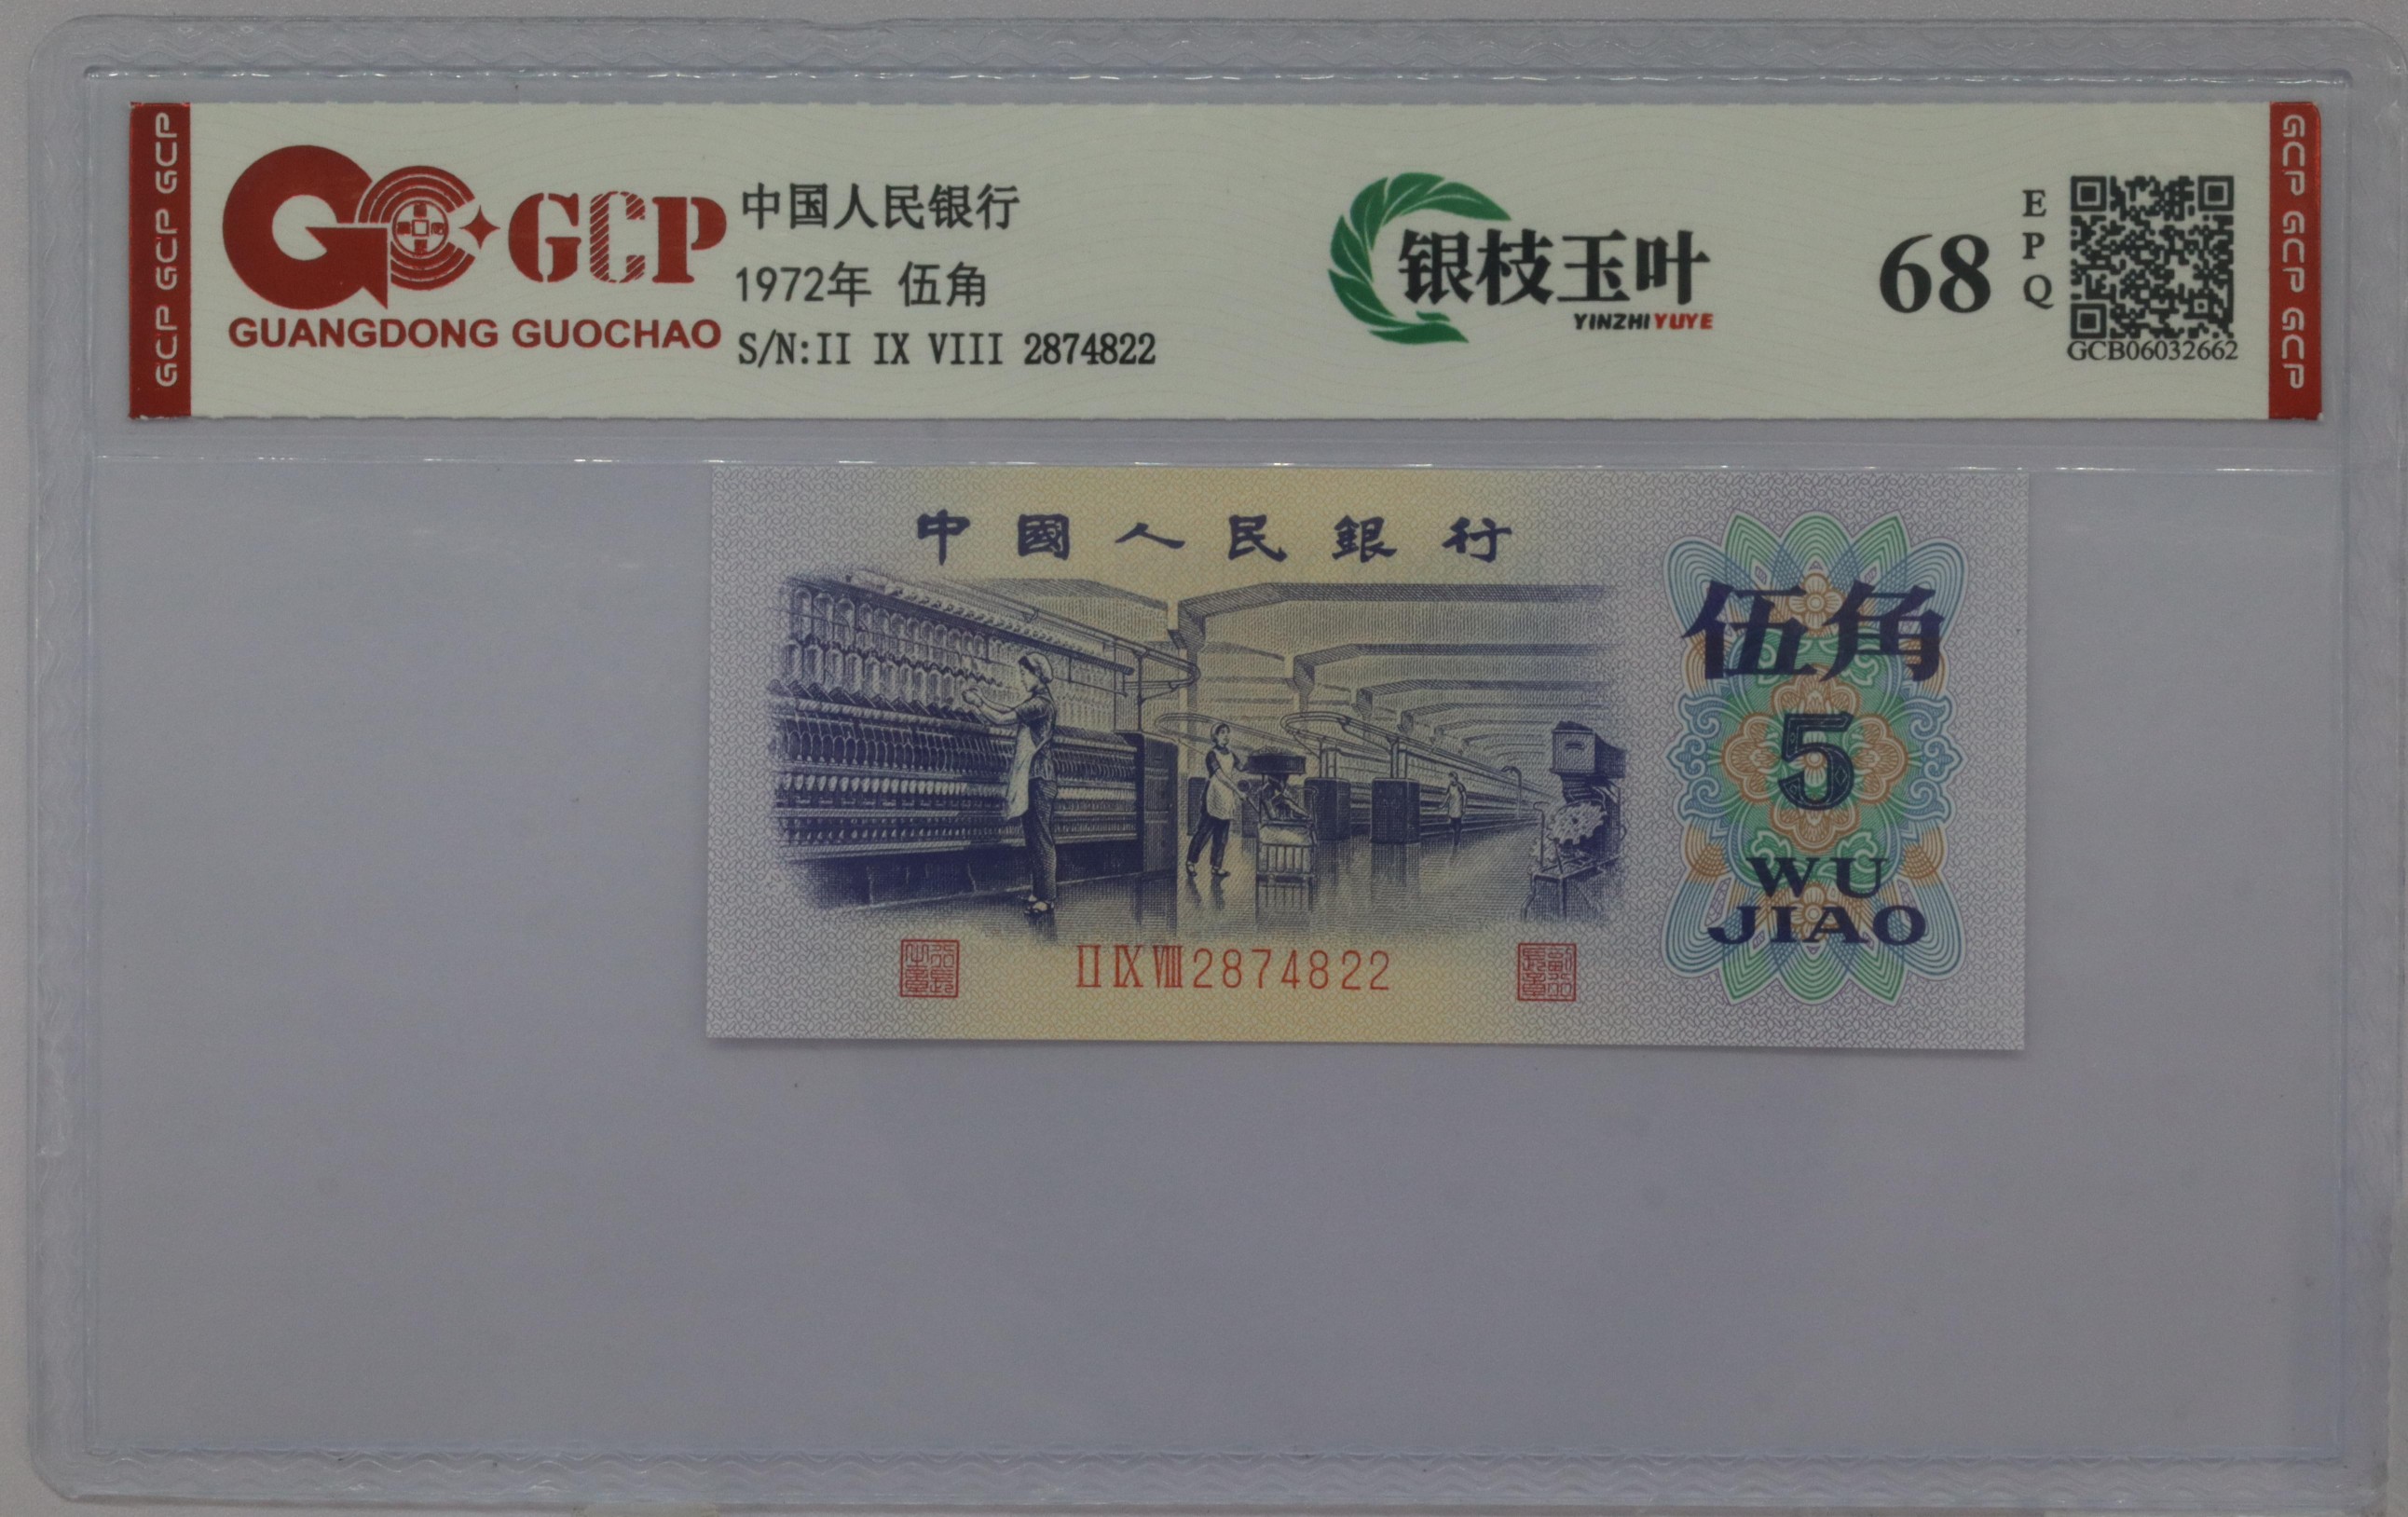 GCP GCP GCP
GCP
GUANGDONG GUOCHAO
中国人民银行
1972年 伍角
S/N:II IX VIII 2874822
银枝玉叶
YINZHIYUYE
68
EPQ
GCB06032662
GCP GCP GCP
中國人民銀行
伍角
5
WU
JIAO
II IX VIII 2874822